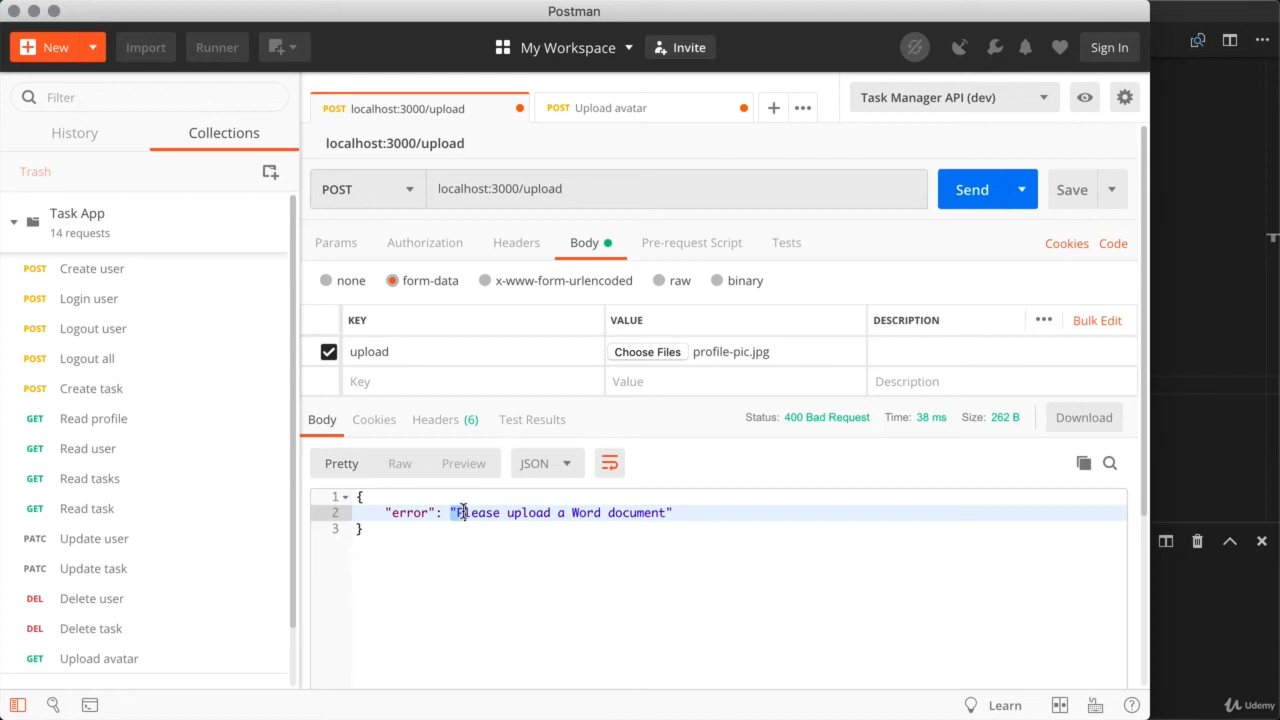 Postman
New
Import
Runner
My Workspace
Invite
Sign In
Filter
History
Collections
Trash
Task App
14 requests
POST Create user
POST Login user
POST Logout user
POST Logout all
POST Create task
GET Read profile
GET Read user
GET Read tasks
GET Read task
PATC Update user
PATC Update task
DEL Delete user
DEL Delete task
GET Upload avatar
POST localhost:3000/upload
POST Upload avatar
Task Manager API (dev)
localhost:3000/upload
POST localhost:3000/upload
Send
Save
Params Authorization Headers Body Pre-request Script Tests
Cookies Code
none form-data x-www-form-urlencoded raw binary
KEY VALUE DESCRIPTION
Bulk Edit
upload Choose Files profile-pic.jpg
Key Value Description
Body Cookies Headers (6) Test Results
Status: 400 Bad Request Time: 38 ms Size: 262 B
Download
Pretty Raw Preview JSON
1 {
2 "error": "Please upload a Word document"
3 }
Learn
Udemy